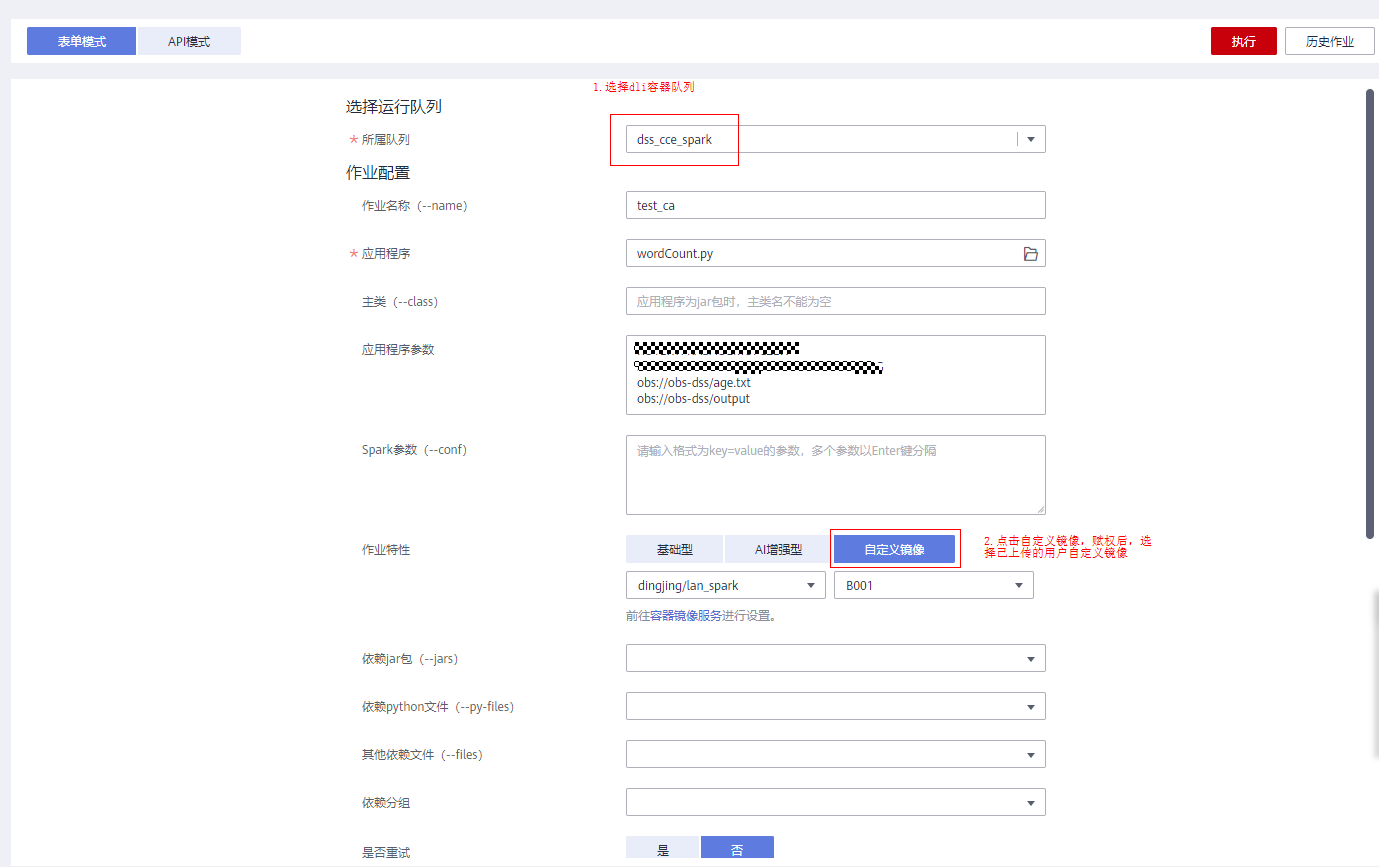 表单模式
API模式
执行
历史作业
1. 选择dli容器队列
选择运行队列
* 所属队列
dss_cce_spark
作业配置
作业名称（--name）
test_ca
* 应用程序
wordCount.py
主类（--class）
应用程序为jar包时，主类名不能为空
应用程序参数
obs://obs-dss/age.txt
obs://obs-dss/output
Spark参数（--conf）
请输入格式为key=value的参数，多个参数以Enter键分隔
作业特性
基础型
AI增强型
自定义镜像
2. 点击自定义镜像，赋权后，选
择已上传的用户自定义镜像
dingjing/lan_spark
B001
前往容器镜像服务进行设置。
依赖jar包（--jars）
依赖python文件（--py-files）
其他依赖文件（--files）
依赖分组
是否重试
是
否